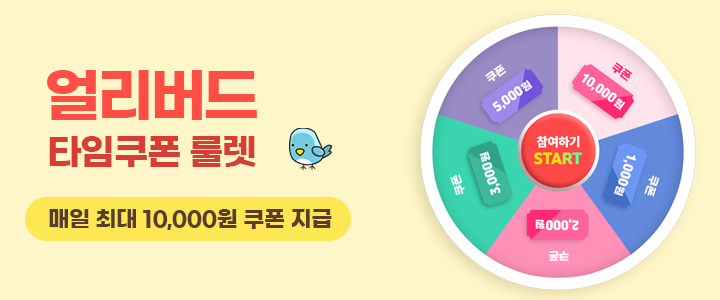 얼리버드
타임쿠폰 룰렛
매일 최대 10,000원 쿠폰 지급
쿠폰
5,000원
쿠폰
10,000원
쿠폰
1,000원
쿠폰
2,000원
쿠폰
3,000원
참여하기
START